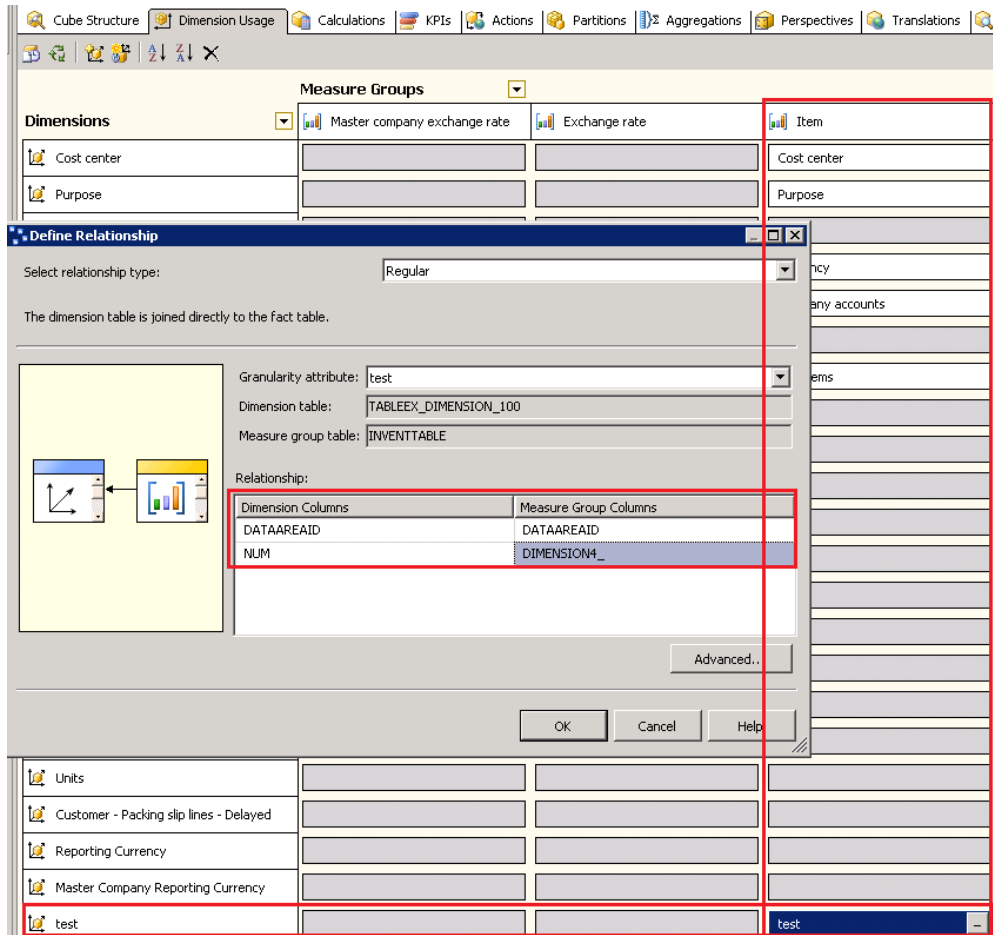 Cube Structure Dimension Usage Calculations KPIs Actions Partitions Aggregations Perspectives Translations
Measure Groups
Dimensions Master company exchange rate Exchange rate Item
Cost center Cost center
Purpose Purpose
Define Relationship
Select relationship type: Regular
ncy
The dimension table is joined directly to the fact table.
any accounts
Granularity attribute: test
ems
Dimension table: TABLEEX_DIMENSION_100
Measure group table: INVENTTABLE
Relationship:
Dimension Columns Measure Group Columns
DATAAREAID DATAAREAID
NUM DIMENSION4_
Advanced..
OK Cancel Help
Units
Customer - Packing slip lines - Delayed
Reporting Currency
Master Company Reporting Currency
test test